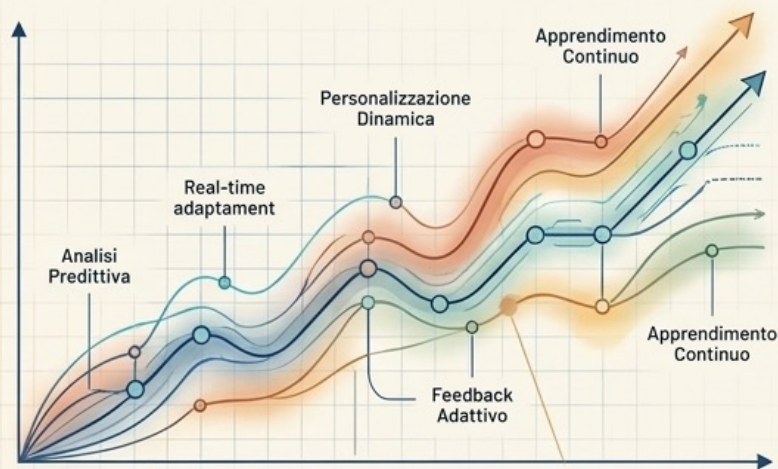 Apprendimento
Continuo
Personalizzazione
Dinamica
Real-time
adaptament
Analisi
Predittiva
Apprendimento
Continuo
Feedback
Adattivo